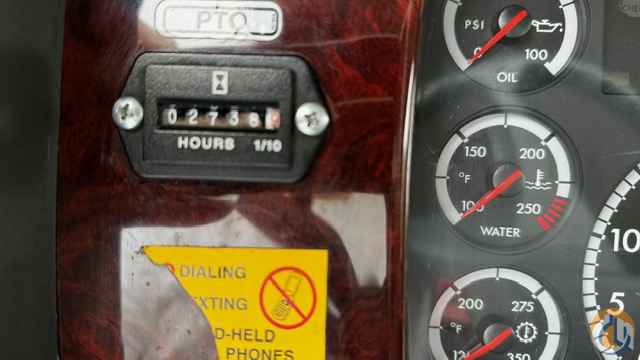 PTO
0 2 7 3 8
HOURS 1/10
DIALING
EXTING
D-HELD
PHONES
PSI
0 100
OIL
150 200
°F
100 250
WATER
200 275
°F
350
10
5